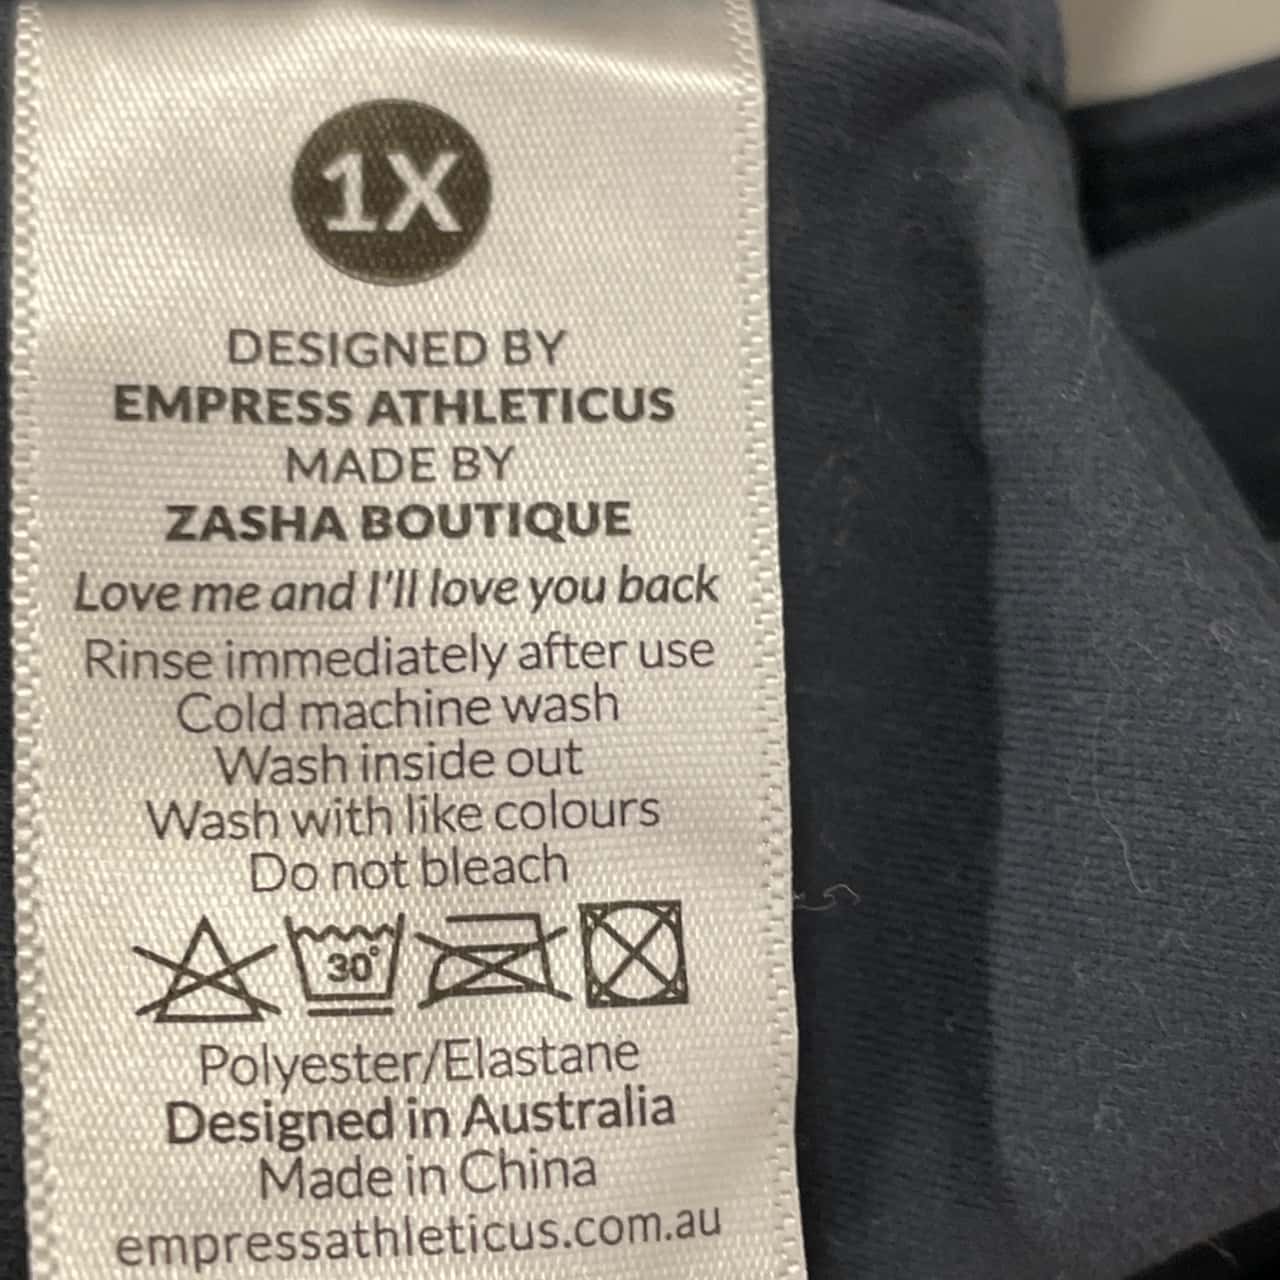 1X
DESIGNED BY
EMPRESS ATHLETICUS
MADE BY
ZASHA BOUTIQUE
Love me and I'll love you back
Rinse immediately after use
Cold machine wash
Wash inside out
Wash with like colours
Do not bleach
30°
Polyester/Elastane
Designed in Australia
Made in China
empressathleticus.com.au